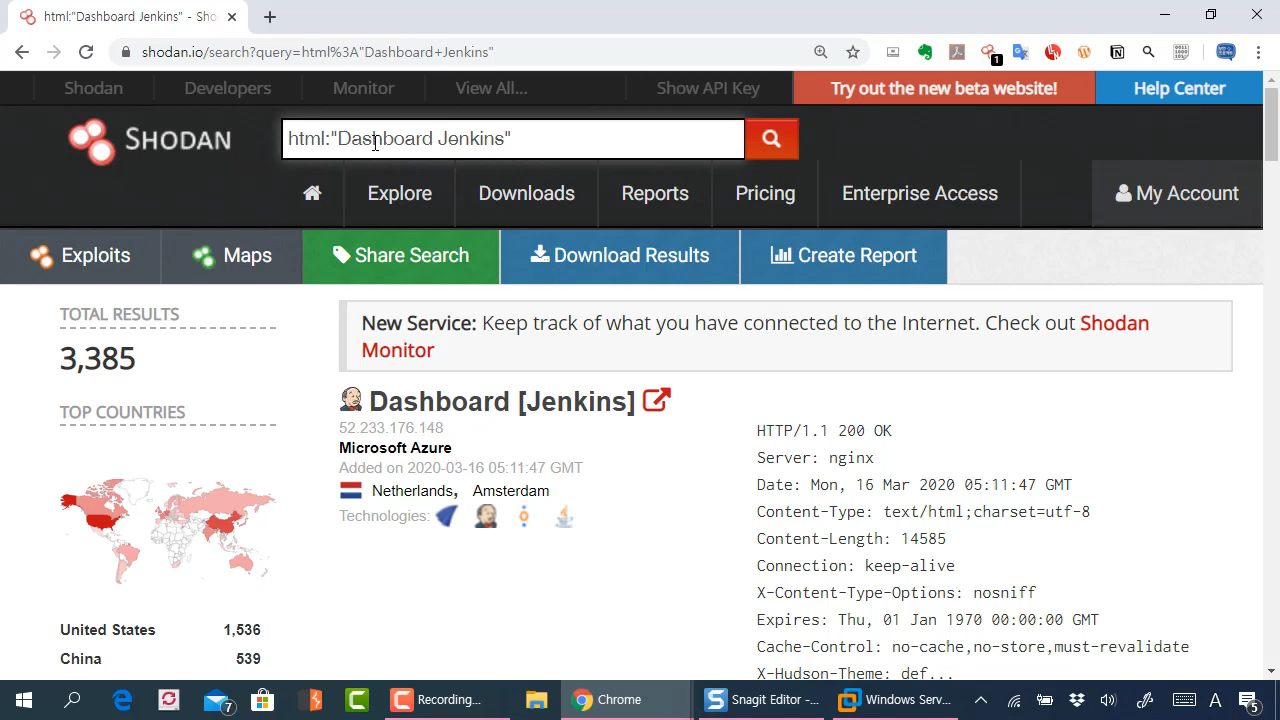 html:"Dashboard Jenkins" - Sho
shodan.io/search?query=html%3A"Dashboard+Jenkins"
1
Shodan Developers Monitor View All... Show API Key Try out the new beta website! Help Center
SHODAN html:"Dashboard Jenkins"
Explore Downloads Reports Pricing Enterprise Access My Account
Exploits Maps Share Search Download Results Create Report
TOTAL RESULTS
3,385
TOP COUNTRIES
United States 1,536
China 539
New Service: Keep track of what you have connected to the Internet. Check out Shodan
Monitor
Dashboard [Jenkins]
52.233.176.148
Microsoft Azure
Added on 2020-03-16 05:11:47 GMT
Netherlands, Amsterdam
Technologies:
HTTP/1.1 200 OK
Server: nginx
Date: Mon, 16 Mar 2020 05:11:47 GMT
Content-Type: text/html;charset=utf-8
Content-Length: 14585
Connection: keep-alive
X-Content-Type-Options: nosniff
Expires: Thu, 01 Jan 1970 00:00:00 GMT
Cache-Control: no-cache,no-store,must-revalidate
X-Hudson-Theme: def...
7 Recording... Chrome Snagit Editor -... Windows Serv... A 5